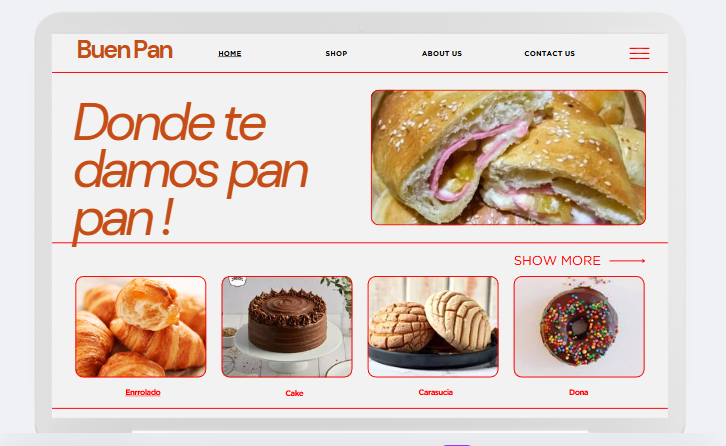 Buen Pan
HOME SHOP ABOUT US CONTACT US
Donde te
damos pan
pan !
SHOW MORE
Enrrolado Cake Carasucia Dona